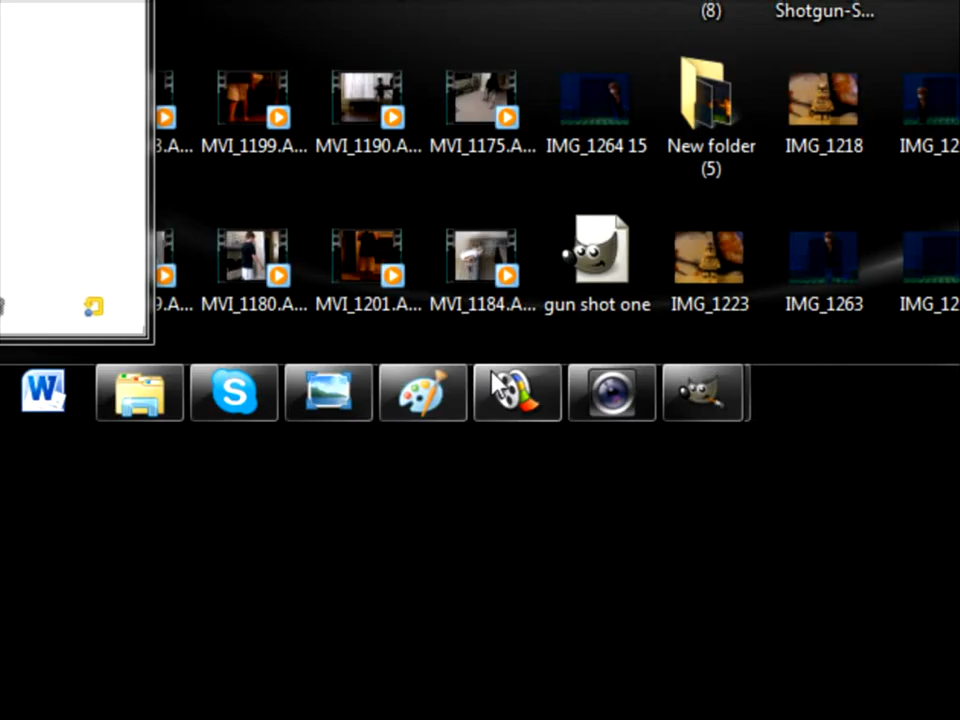 (8) Shotgun-S...
3.A... MVI_1199.A... MVI_1190.A... MVI_1175.A... IMG_1264 15 New folder IMG_1218 IMG_12
(5)
9.A... MVI_1180.A... MVI_1201.A... MVI_1184.A... gun shot one IMG_1223 IMG_1263 IMG_12
W S